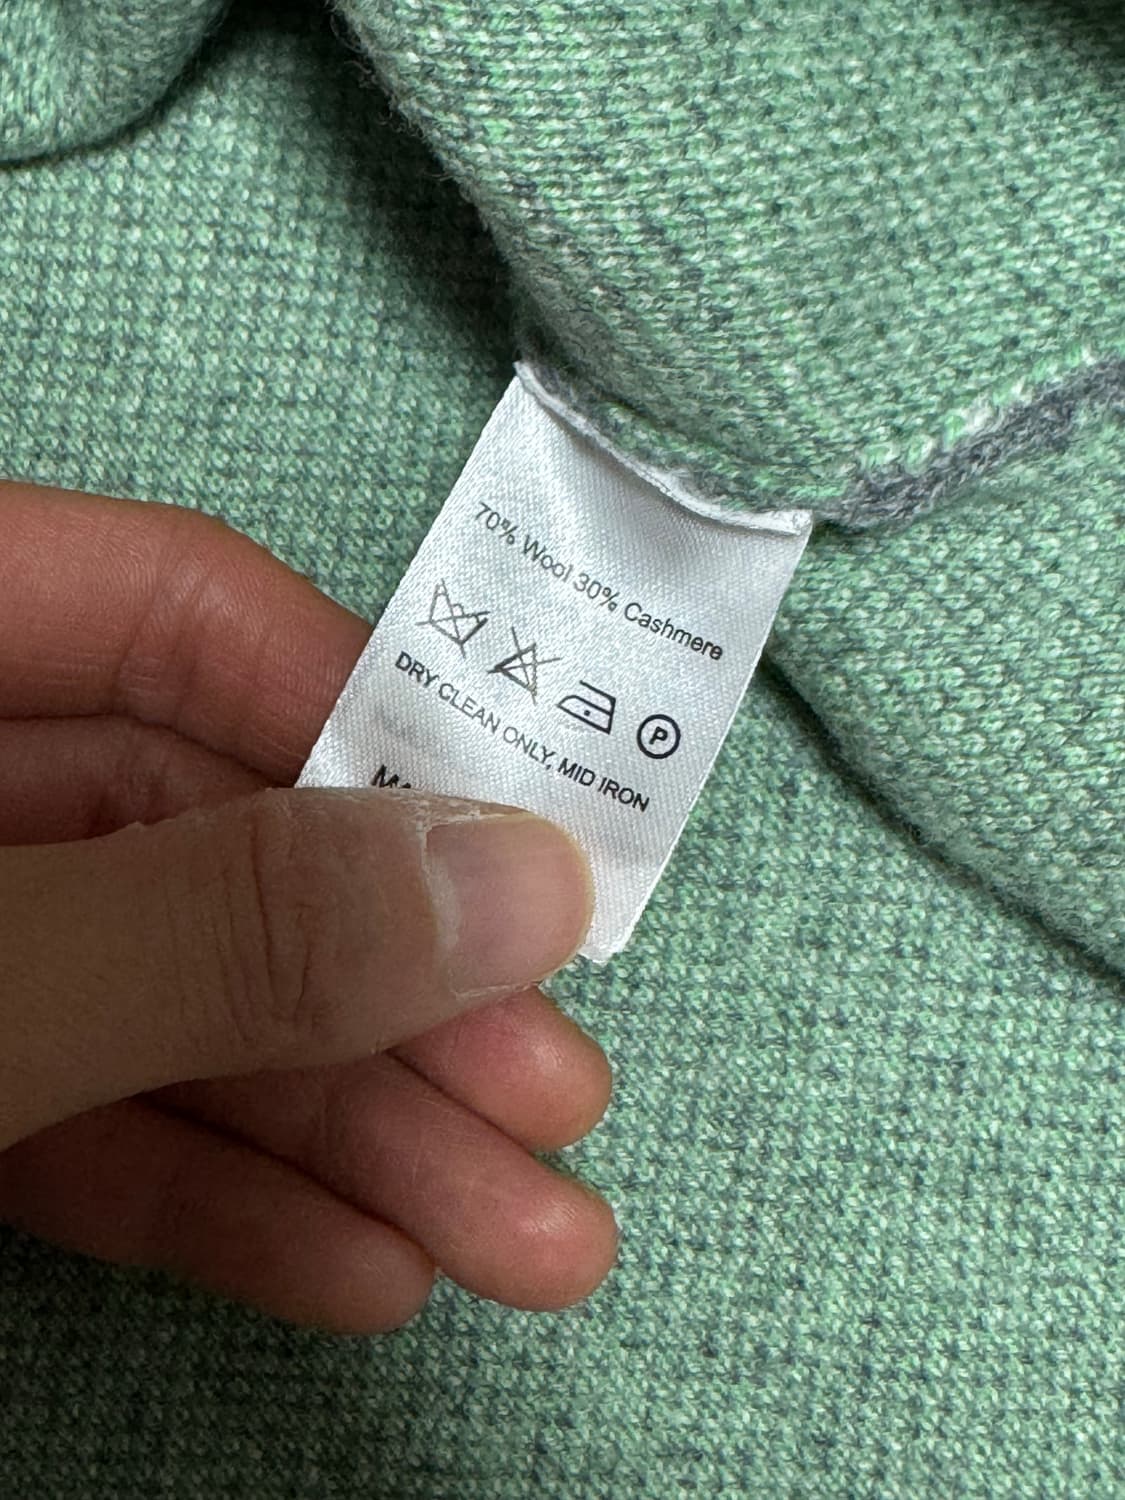 70% Wool 30% Cashmere
P
DRY CLEAN ONLY, MID IRON